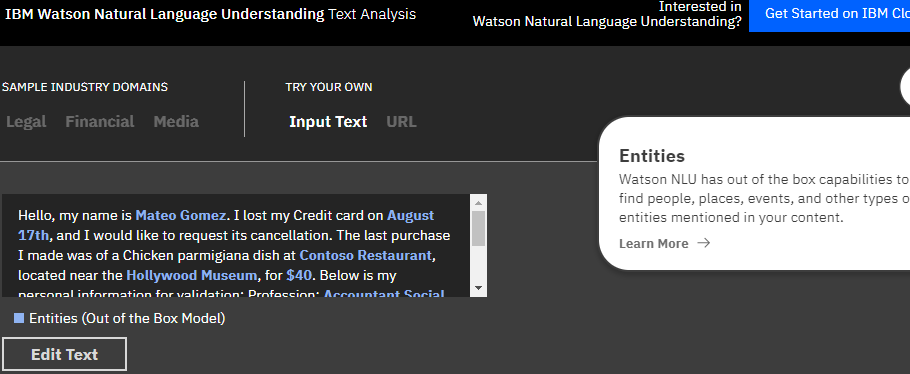 IBM Watson Natural Language Understanding Text Analysis
Interested in
Watson Natural Language Understanding?
Get Started on IBM Clo
SAMPLE INDUSTRY DOMAINS
Legal Financial Media
TRY YOUR OWN
Input Text URL
Entities
Watson NLU has out of the box capabilities to
find people, places, events, and other types o
entities mentioned in your content.
Learn More →
Hello, my name is Mateo Gomez. I lost my Credit card on August
17th, and I would like to request its cancellation. The last purchase
I made was of a Chicken parmigiana dish at Contoso Restaurant,
located near the Hollywood Museum, for $40. Below is my
personal information for validation: Profession: Accountant Social
Entities (Out of the Box Model)
Edit Text